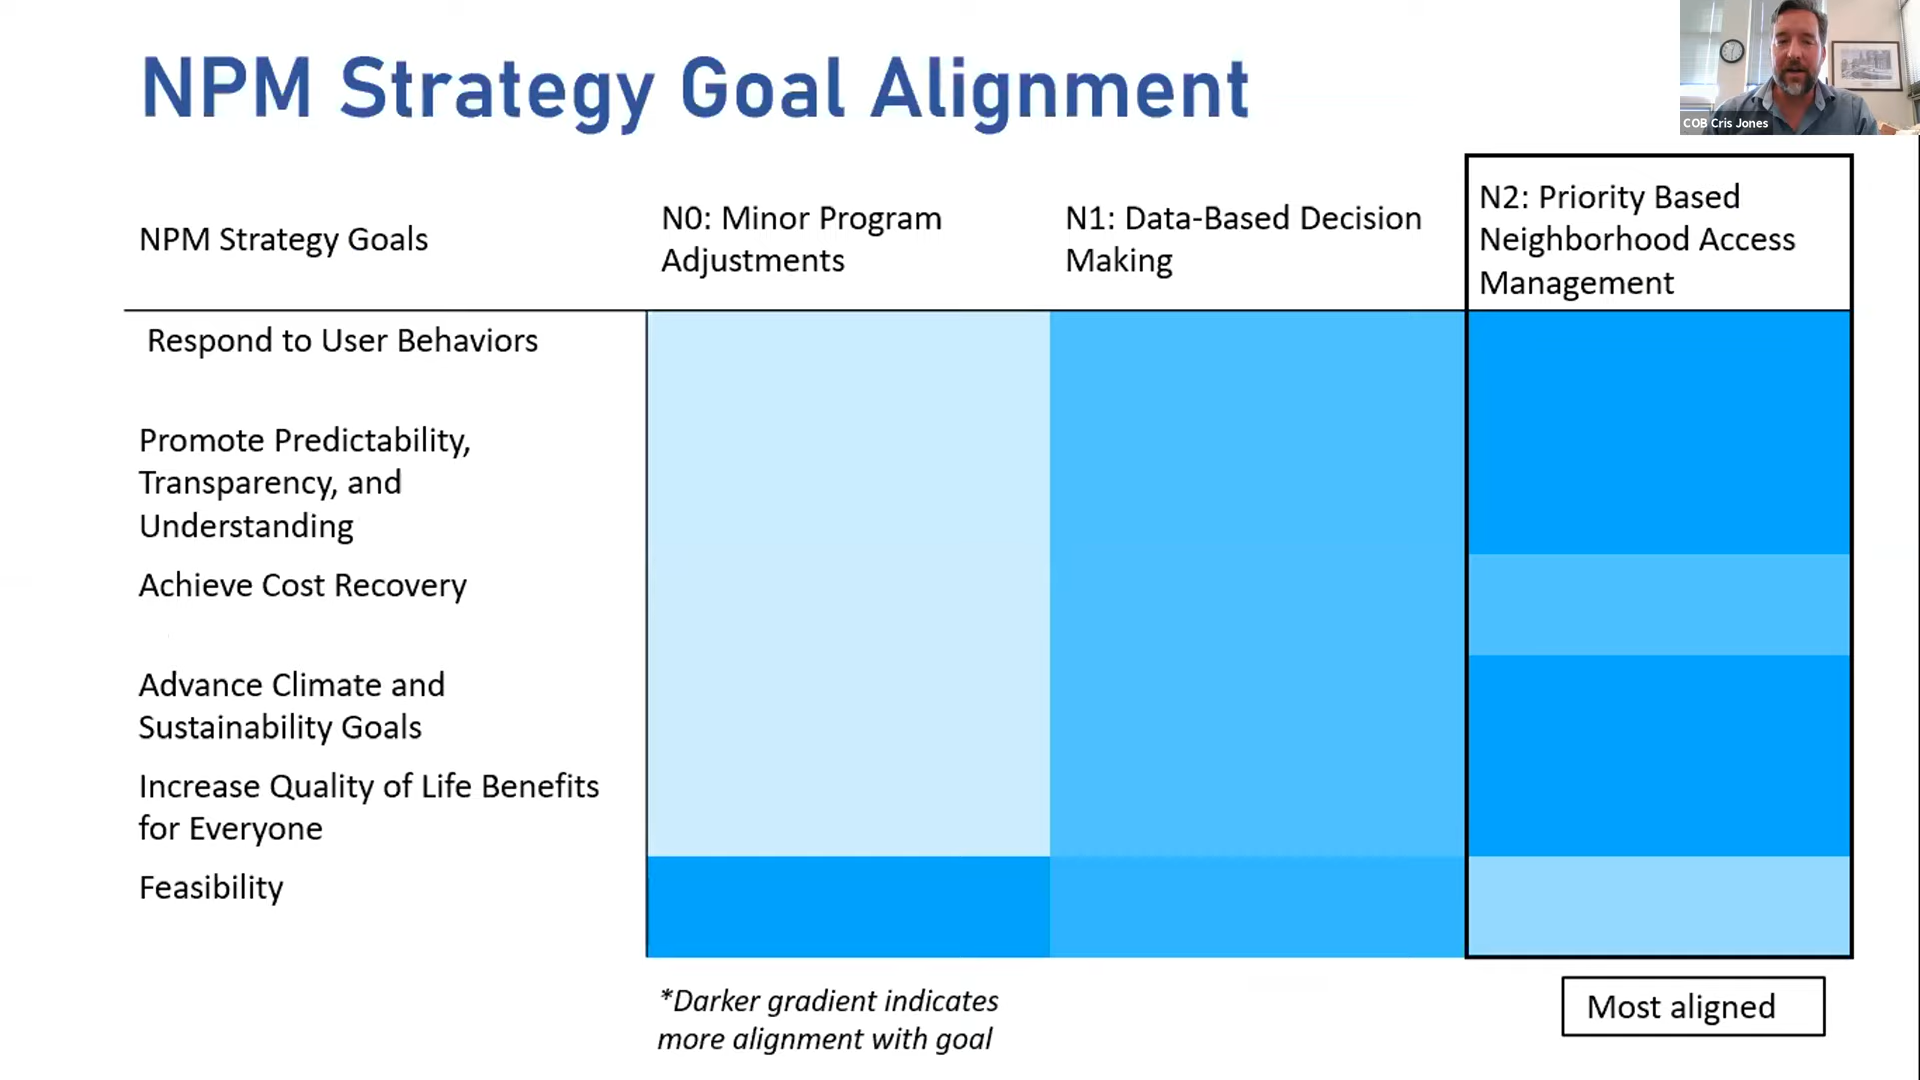 NPM Strategy Goal Alignment
COB Cris Jones
NPM Strategy Goals
N0: Minor Program
Adjustments
N1: Data-Based Decision
Making
N2: Priority Based
Neighborhood Access
Management
Respond to User Behaviors
Promote Predictability,
Transparency, and
Understanding
Achieve Cost Recovery
Advance Climate and
Sustainability Goals
Increase Quality of Life Benefits
for Everyone
Feasibility
*Darker gradient indicates
more alignment with goal
Most aligned